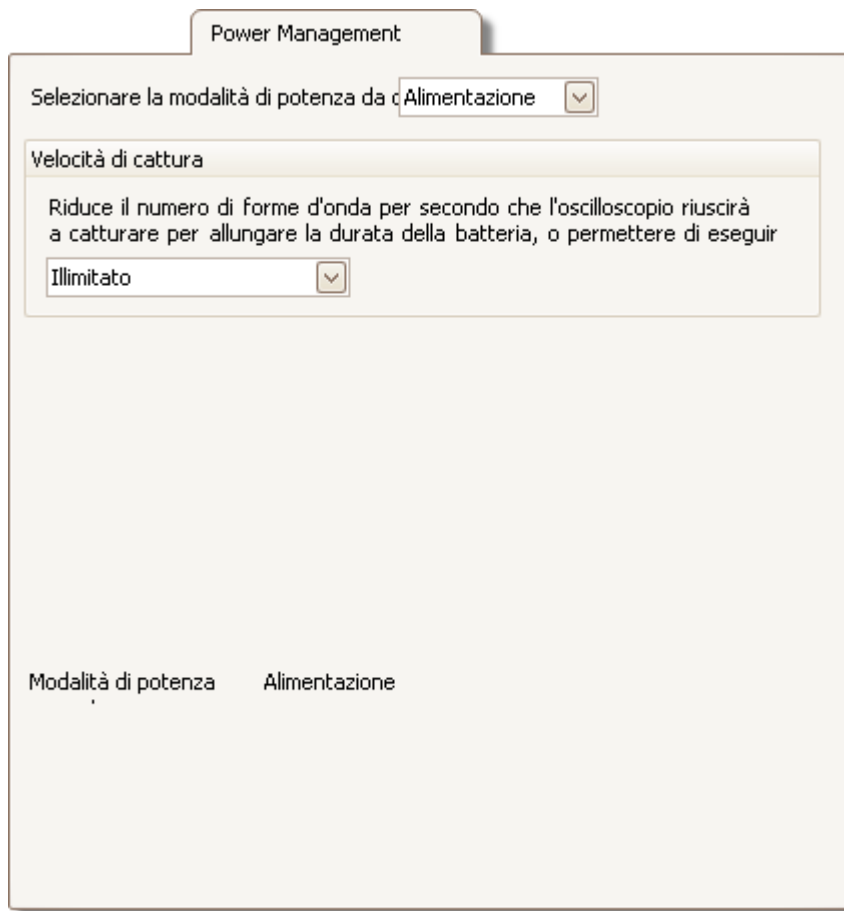 Power Management
Selezionare la modalità di potenza da Alimentazione
Velocità di cattura
Riduce il numero di forme d'onda per secondo che l'oscilloscopio riuscirà
a catturare per allungare la durata della batteria, o permettere di eseguir
Illimitato
Modalità di potenza Alimentazione